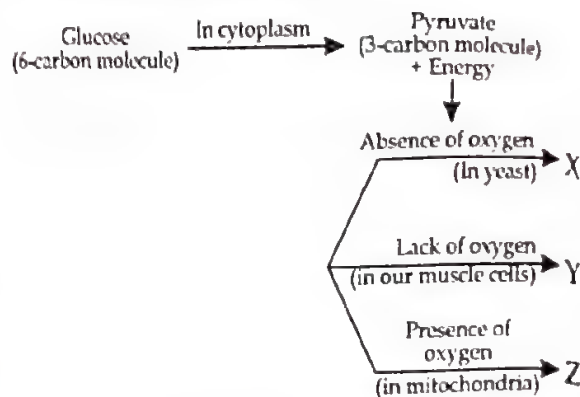 Glucose
(6-carbon molecule)
In cytoplasm
Pyruvate
(3-carbon molecule)
+ Energy
Absence of oxygen
(In yeast)
X
Lack of oxygen
(in our muscle cells)
Y
Presence of
oxygen
(in mitochondria)
Z